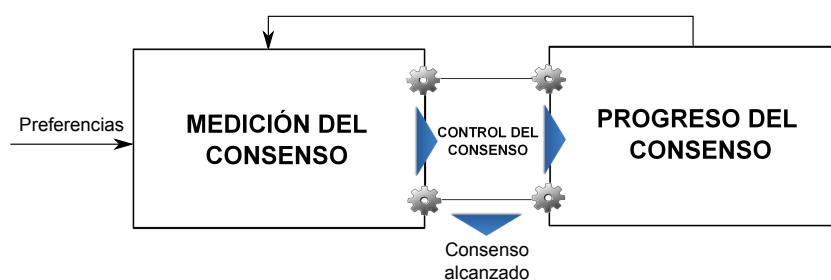 Preferencias
MEDICIÓN DEL
CONSENSO
CONTROL DEL
CONSENSO
PROGRESO DEL
CONSENSO
Consenso
alcanzado